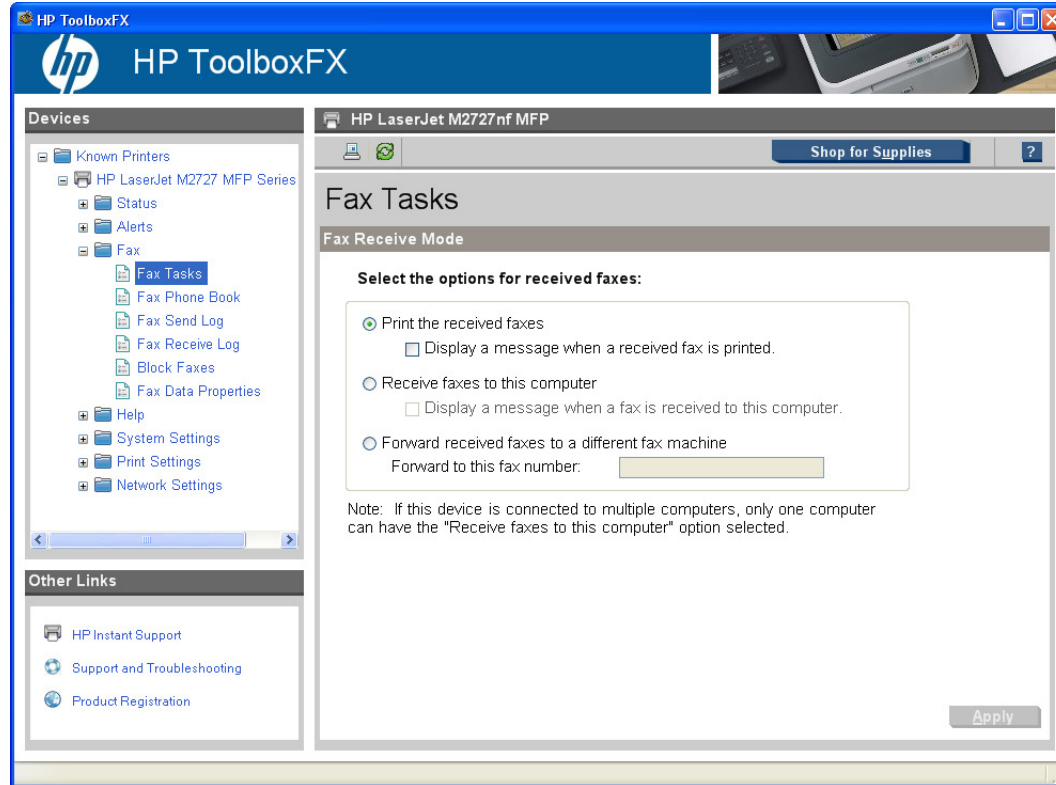 HP ToolboxFX
hp HP ToolboxFX
Devices
Known Printers
HP LaserJet M2727 MFP Series
Status
Alerts
Fax
Fax Tasks
Fax Phone Book
Fax Send Log
Fax Receive Log
Block Faxes
Fax Data Properties
Help
System Settings
Print Settings
Network Settings
Other Links
HP Instant Support
Support and Troubleshooting
Product Registration
HP LaserJet M2727nf MFP
Shop for Supplies ?
Fax Tasks
Fax Receive Mode
Select the options for received faxes:
Print the received faxes
Display a message when a received fax is printed.
Receive faxes to this computer
Display a message when a fax is received to this computer.
Forward received faxes to a different fax machine
Forward to this fax number:
Note: If this device is connected to multiple computers, only one computer
can have the "Receive faxes to this computer" option selected.
Apply